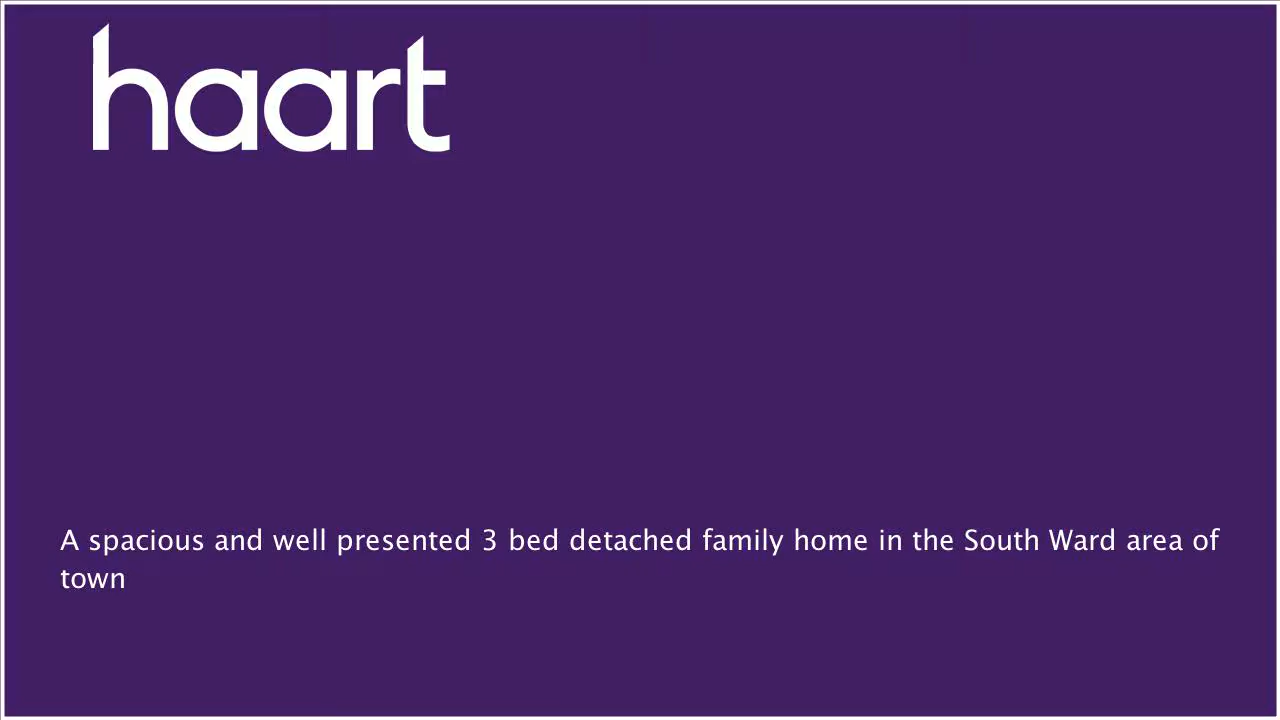 haart
A spacious and well presented 3 bed detached family home in the South Ward area of
town